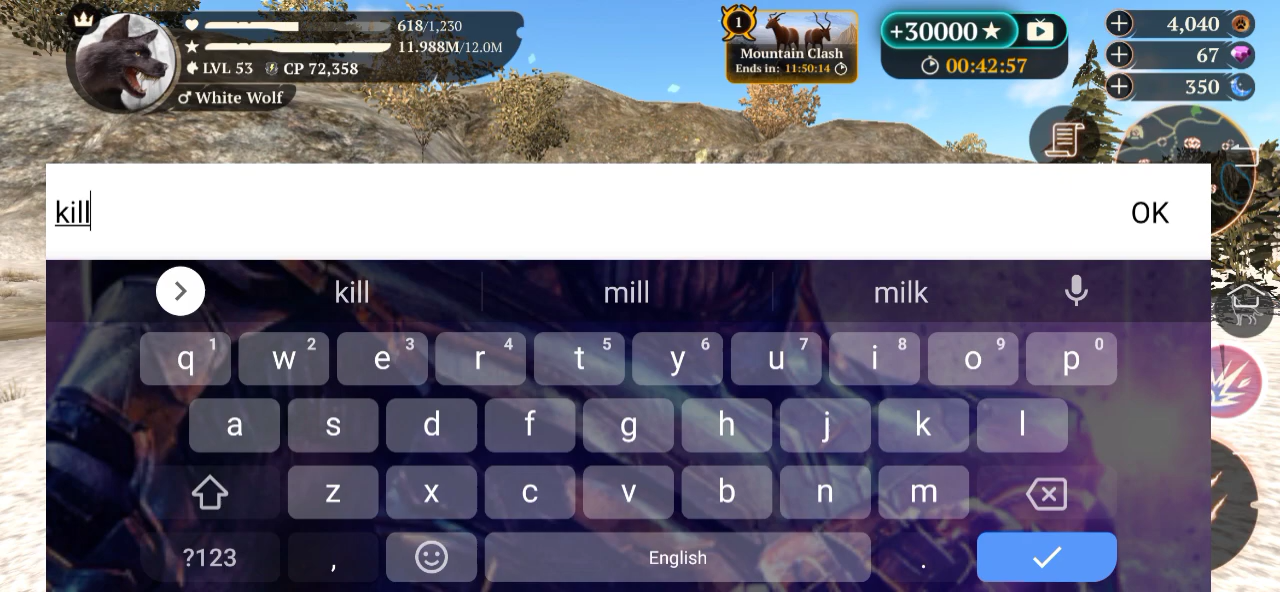 618/1,230
11.988M/12.0M
LVL 53 CP 72,358
♂ White Wolf
1
Mountain Clash
Ends in: 11:50:14
+30000 ★
00:42:57
4,040
67
350
kill
OK
kill mill milk
q 1 w 2 e 3 r 4 t 5 y 6 u 7 i 8 o 9 p 0
a s d f g h j k l
z x c v b n m
?123 , English .